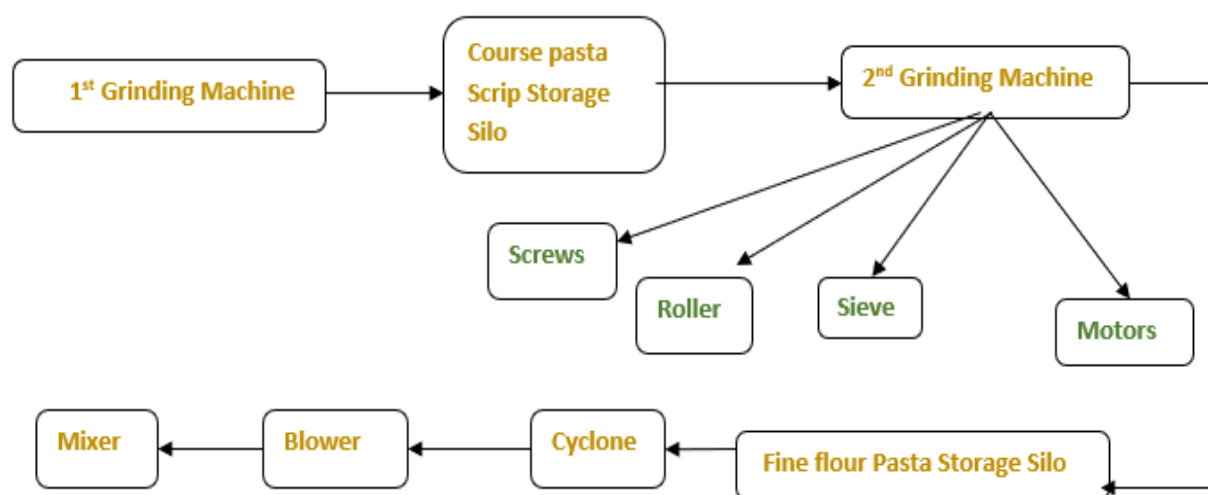 1st Grinding Machine
Course pasta
Scrip Storage
Silo
2nd Grinding Machine
Screws
Roller
Sieve
Motors
Mixer
Blower
Cyclone
Fine flour Pasta Storage Silo